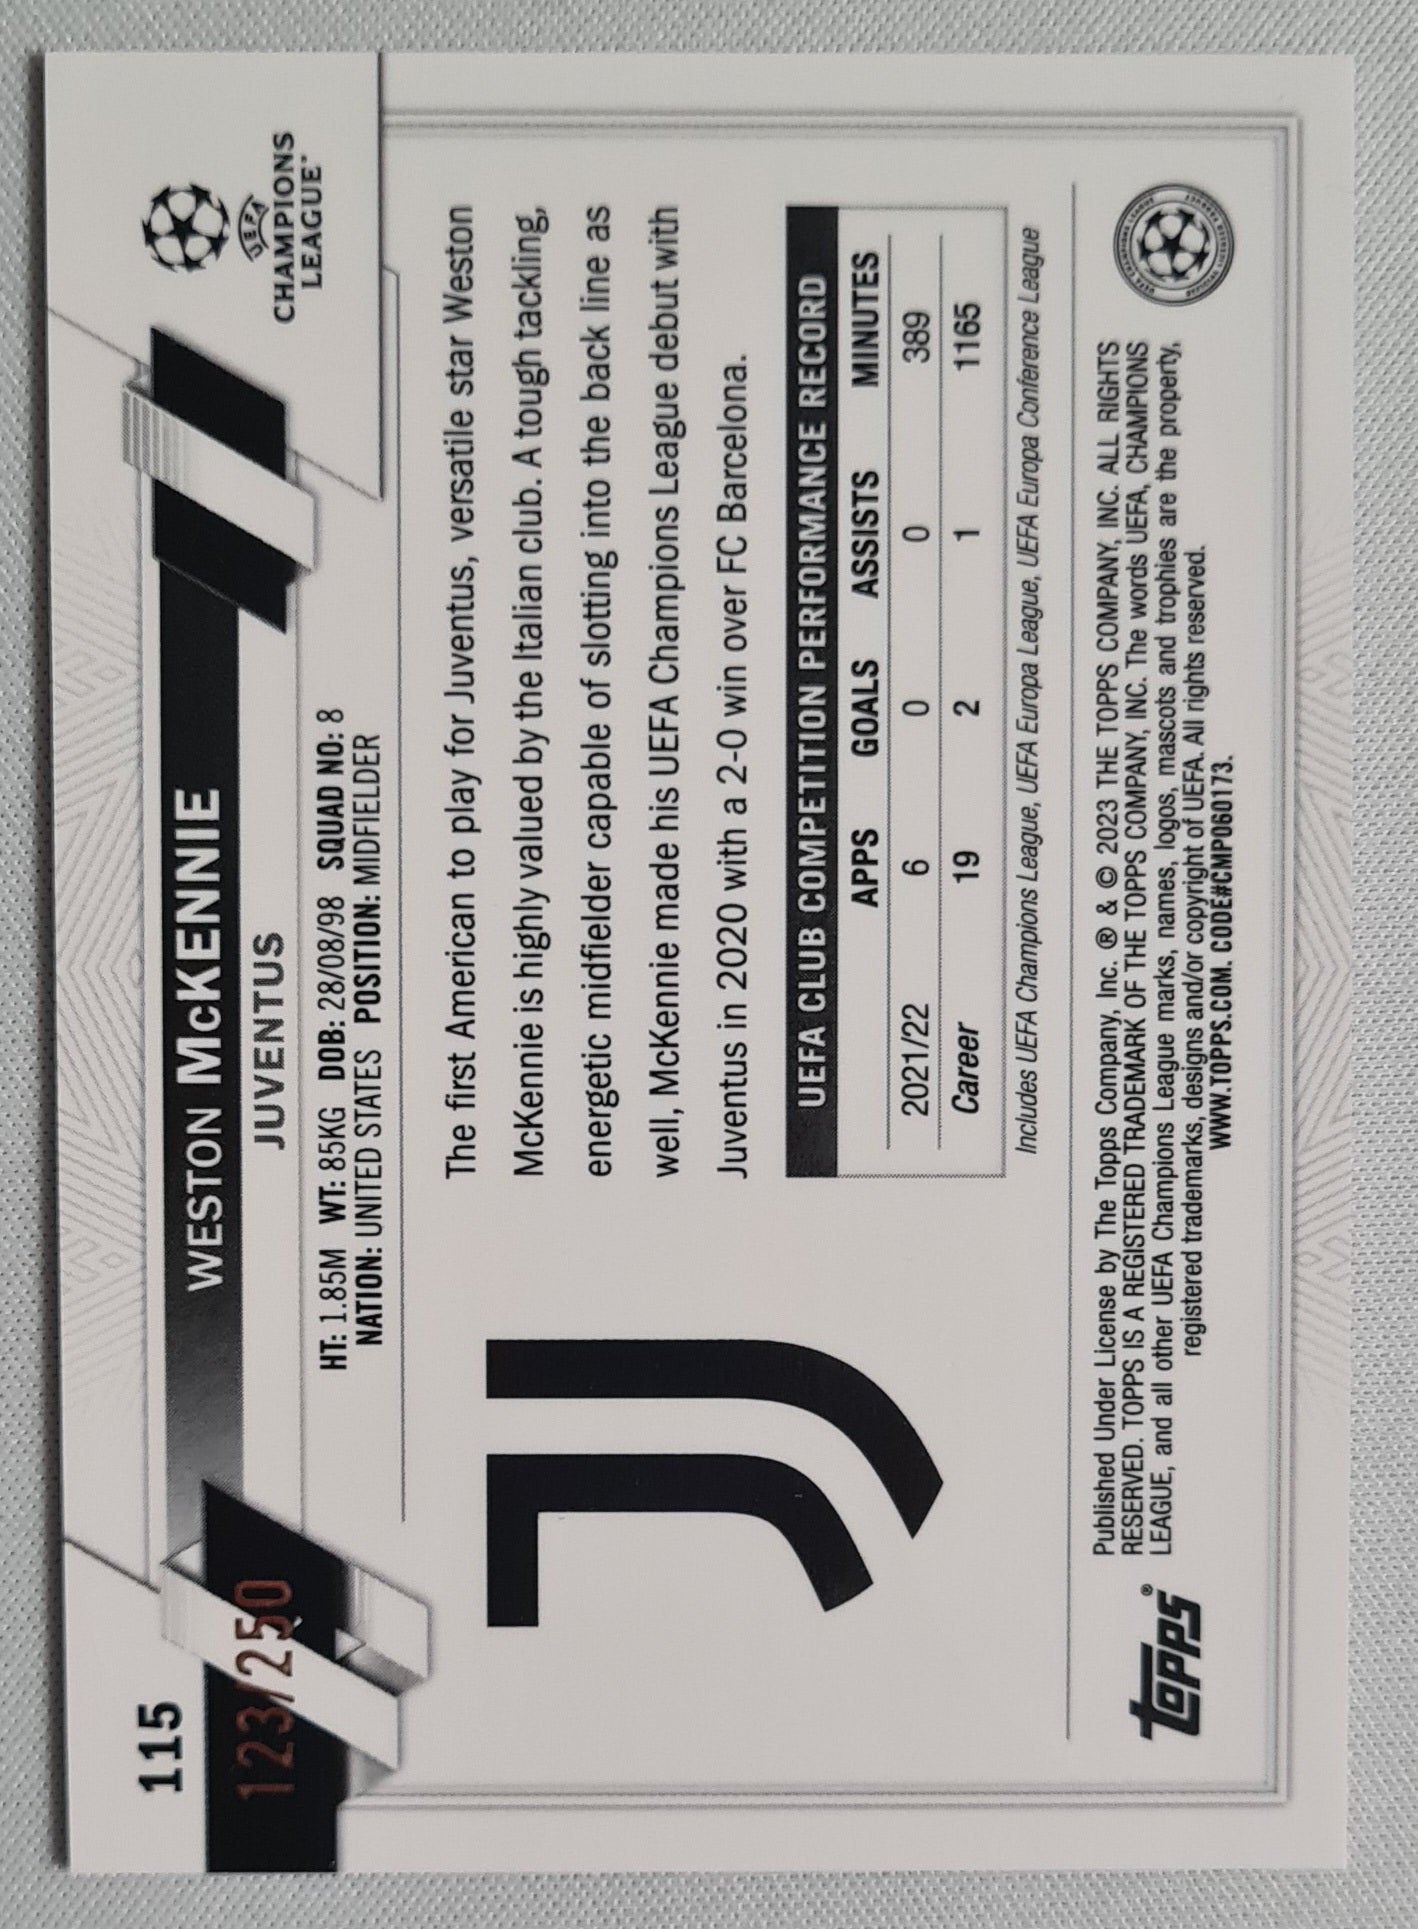 115
123/250
WESTON McKENNIE
JUVENTUS
HT: 1.85M WT: 85KG DOB: 28/08/98 SQUAD NO: 8
NATION: UNITED STATES POSITION: MIDFIELDER
UEFA
CHAMPIONS
LEAGUE™
The first American to play for Juventus, versatile star Weston
McKennie is highly valued by the Italian club. A tough tackling,
energetic midfielder capable of slotting into the back line as
well, McKennie made his UEFA Champions League debut with
Juventus in 2020 with a 2-0 win over FC Barcelona.
UEFA CLUB COMPETITION PERFORMANCE RECORD
APPS GOALS ASSISTS MINUTES
2021/22 6 0 0 389
Career 19 2 1 1165
Includes UEFA Champions League, UEFA Europa League, UEFA Europa Conference League
Topps®
Published Under License by The Topps Company, Inc. ® & © 2023 THE TOPPS COMPANY, INC. ALL RIGHTS
RESERVED. TOPPS IS A REGISTERED TRADEMARK OF THE TOPPS COMPANY, INC. The words UEFA, CHAMPIONS
LEAGUE, and all other UEFA Champions League marks, names, logos, mascots and trophies are the property,
registered trademarks, designs and/or copyright of UEFA. All rights reserved.
WWW.TOPPS.COM. CODE#CMP060173.